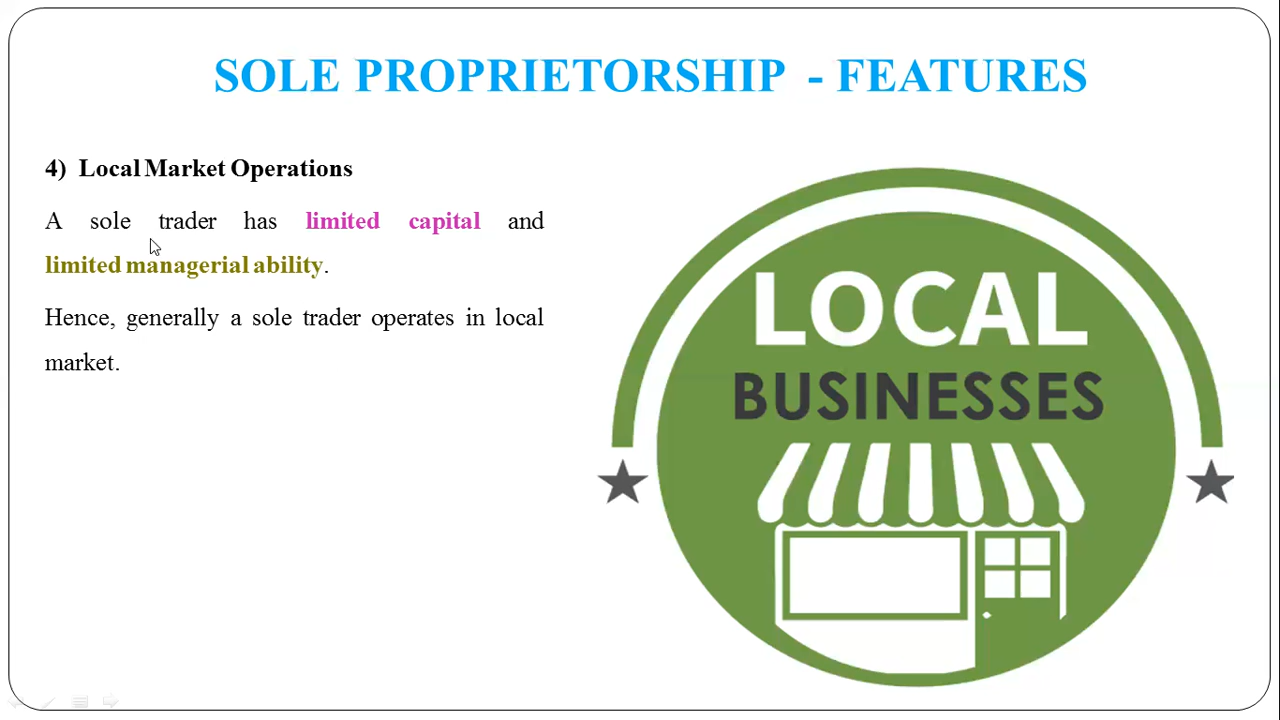 SOLE PROPRIETORSHIP - FEATURES
4) Local Market Operations
A sole trader has limited capital and
limited managerial ability.
Hence, generally a sole trader operates in local
market.
LOCAL
BUSINESSES